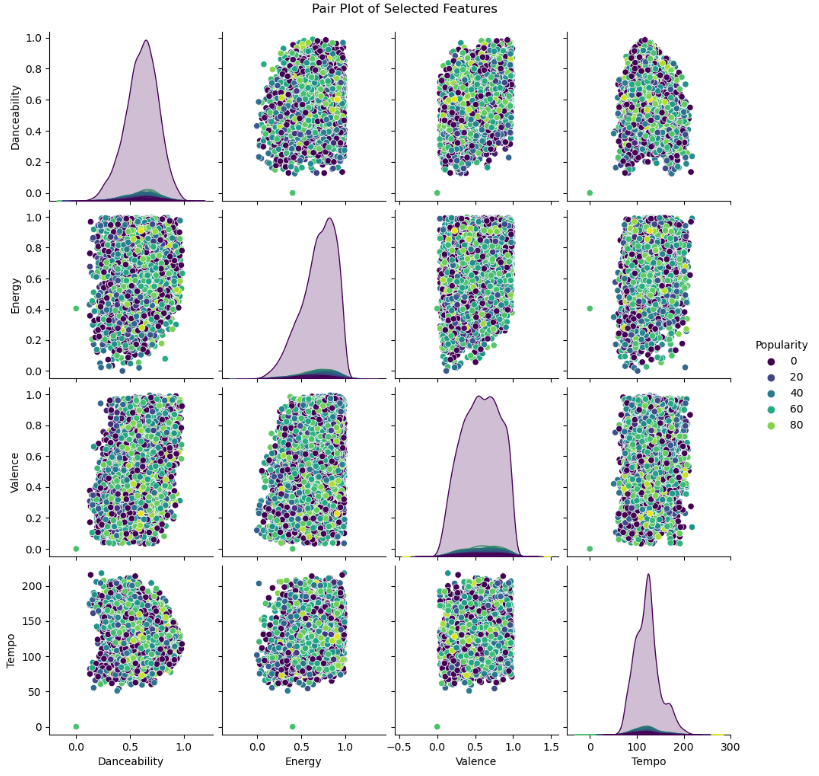 Pair Plot of Selected Features
1.0
0.8
0.6
0.4
0.2
0.0
Danceability
1.0
0.8
0.6
0.4
0.2
0.0
Energy
Popularity
0
20
40
60
80
1.0
0.8
0.6
0.4
0.2
0.0
Valence
200
150
100
50
0
Tempo
0.0 0.5 1.0
0.0 0.5 1.0
−0.5 0.0 0.5 1.0 1.5
0 100 200 300
Danceability
Energy
Valence
Tempo